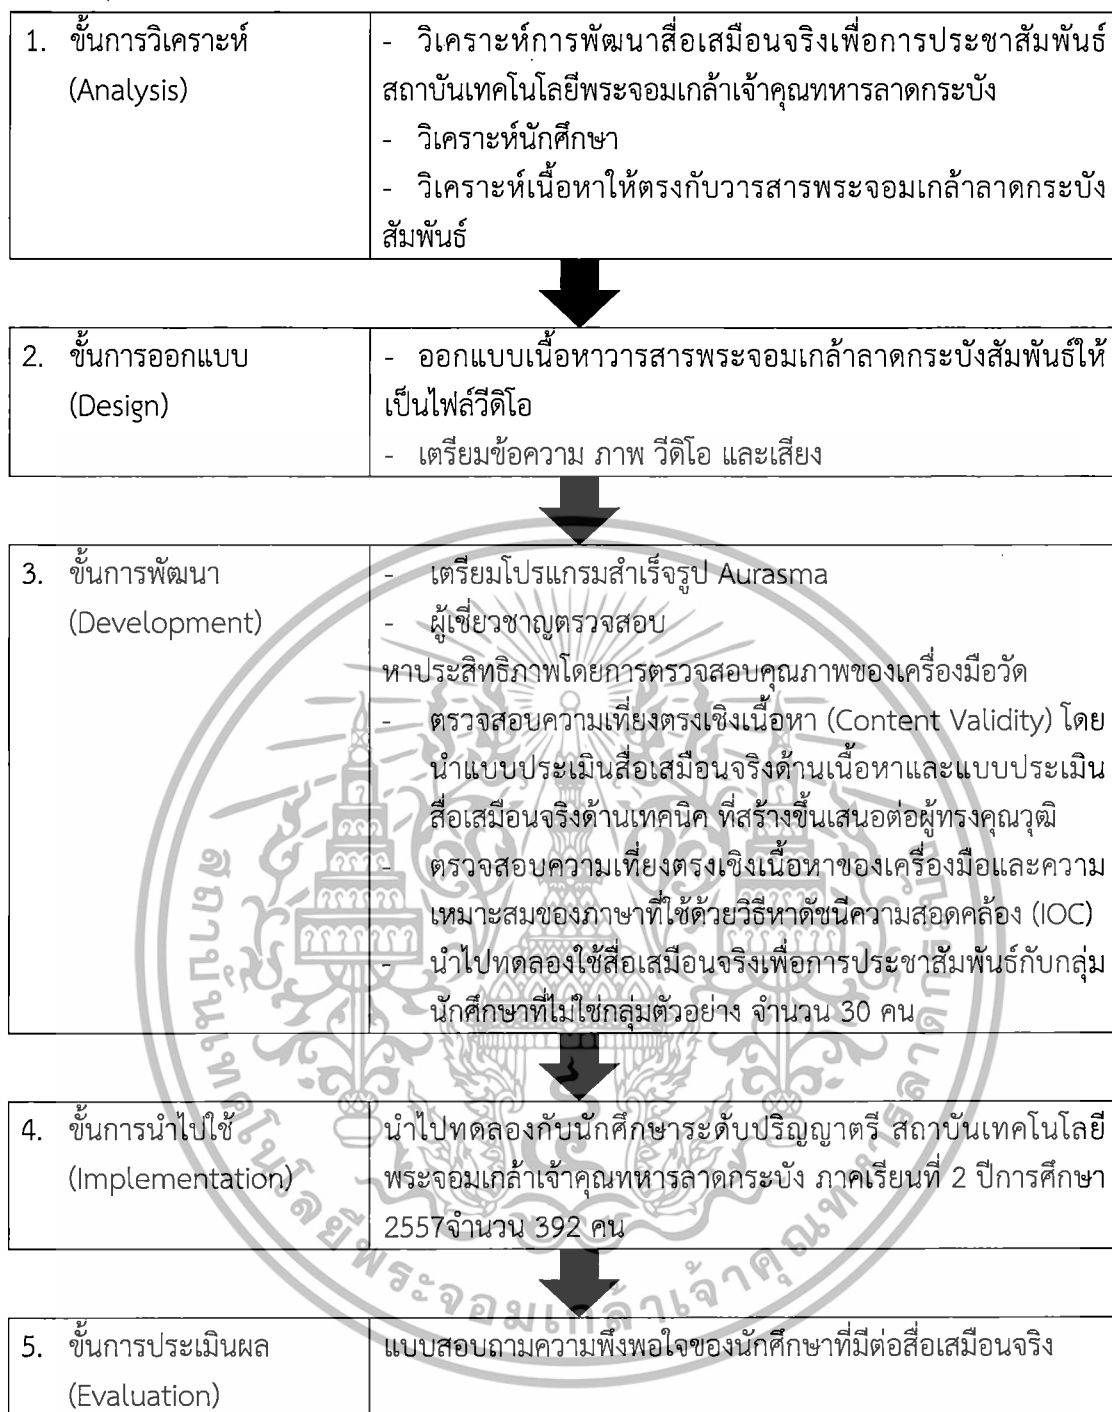 1. ขั้นการวิเคราะห์
(Analysis)
- วิเคราะห์การพัฒนาสื่อเสมือนจริงเพื่อการประชาสัมพันธ์
สถาบันเทคโนโลยีพระจอมเกล้าเจ้าคุณทหารลาดกระบัง
- วิเคราะห์นักศึกษา
- วิเคราะห์เนื้อหาให้ตรงกับวารสารพระจอมเกล้าลาดกระบัง
สัมพันธ์
2. ขั้นการออกแบบ
(Design)
- ออกแบบเนื้อหาวารสารพระจอมเกล้าลาดกระบังสัมพันธ์ให้
เป็นไฟล์วีดิโอ
- เตรียมข้อความ ภาพ วีดิโอ และเสียง
3. ขั้นการพัฒนา
(Development)
- เตรียมโปรแกรมสำเร็จรูป Aurasma
- ผู้เชี่ยวชาญตรวจสอบ
หาประสิทธิภาพโดยการตรวจสอบคุณภาพของเครื่องมือวัด
- ตรวจสอบความเที่ยงตรงเชิงเนื้อหา (Content Validity) โดย
นำแบบประเมินสื่อเสมือนจริงด้านเนื้อหาและแบบประเมิน
สื่อเสมือนจริงด้านเทคนิค ที่สร้างขึ้นเสนอต่อผู้ทรงคุณวุฒิ
- ตรวจสอบความเที่ยงตรงเชิงเนื้อหาของเครื่องมือและความ
เหมาะสมของภาษาที่ใช้ด้วยวิธีหาดัชนีความสอดคล้อง (IOC)
- นำไปทดลองใช้สื่อเสมือนจริงเพื่อการประชาสัมพันธ์กับกลุ่ม
นักศึกษาที่ไม่ใช่กลุ่มตัวอย่าง จำนวน 30 คน
4. ขั้นการนำไปใช้
(Implementation)
นำไปทดลองกับนักศึกษาระดับปริญญาตรี สถาบันเทคโนโลยี
พระจอมเกล้าเจ้าคุณทหารลาดกระบัง ภาคเรียนที่ 2 ปีการศึกษา
2557จำนวน 392 คน
5. ขั้นการประเมินผล
(Evaluation)
แบบสอบถามความพึงพอใจของนักศึกษาที่มีต่อสื่อเสมือนจริง
สถาบันเทคโนโลยีพระจอมเกล้าเจ้าคุณทหารลาดกระบัง